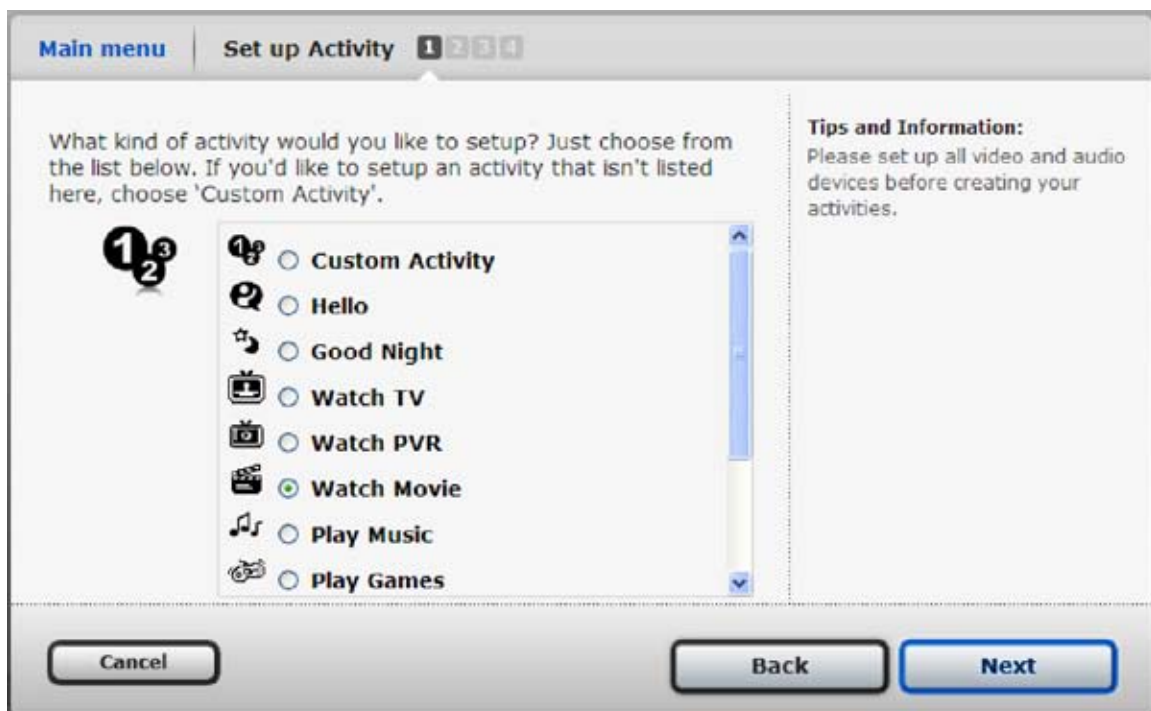 Main menu
Set up Activity 1 2 3 4
What kind of activity would you like to setup? Just choose from
the list below. If you'd like to setup an activity that isn't listed
here, choose 'Custom Activity'.
1 2 3
Custom Activity
Hello
Good Night
Watch TV
Watch PVR
Watch Movie
Play Music
Play Games
Tips and Information:
Please set up all video and audio
devices before creating your
activities.
Cancel
Back
Next